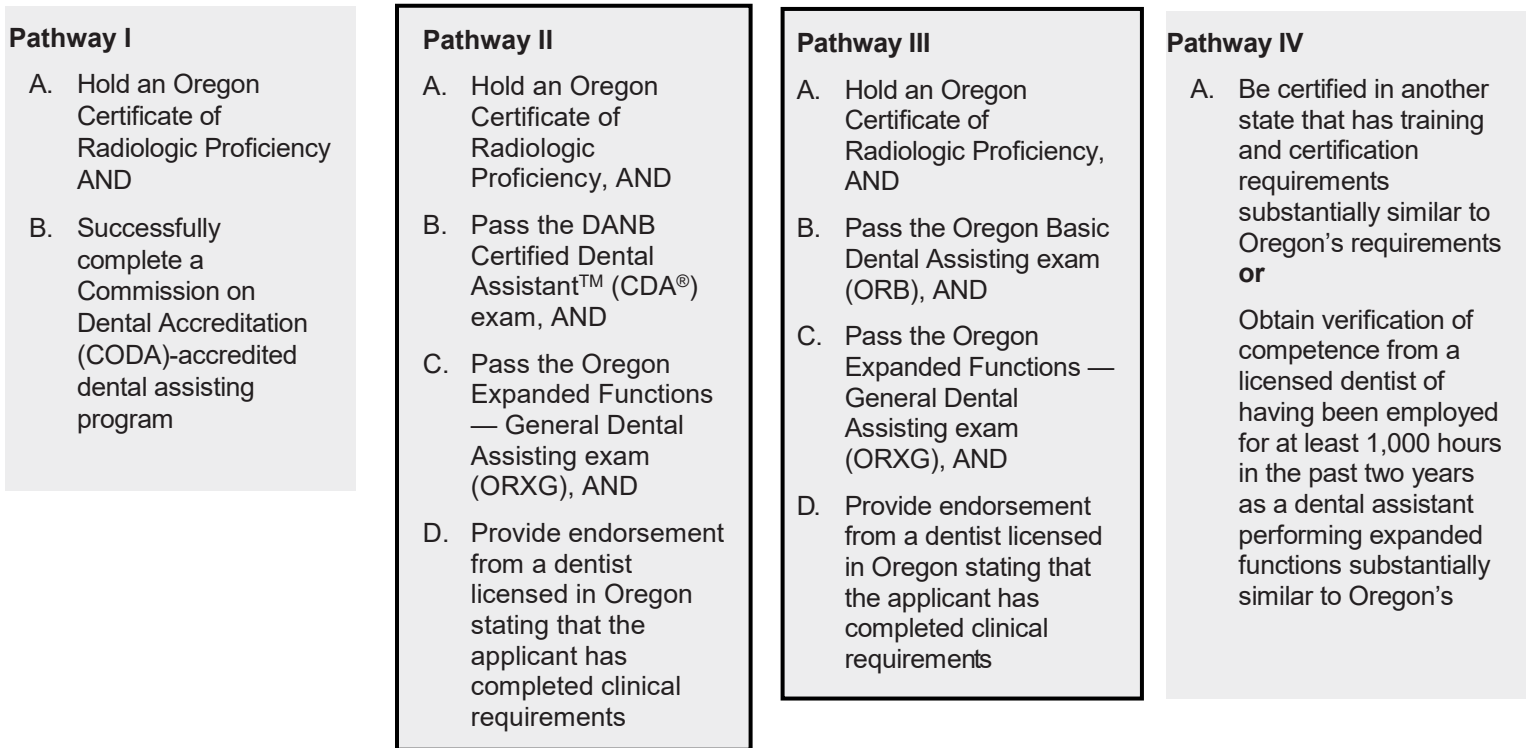 Pathway I
A. Hold an Oregon
Certificate of
Radiologic Proficiency
AND
B. Successfully
complete a
Commission on
Dental Accreditation
(CODA)-accredited
dental assisting
program
Pathway II
A. Hold an Oregon
Certificate of
Radiologic
Proficiency, AND
B. Pass the DANB
Certified Dental
Assistant™ (CDA®)
exam, AND
C. Pass the Oregon
Expanded Functions
— General Dental
Assisting exam
(ORXG), AND
D. Provide endorsement
from a dentist
licensed in Oregon
stating that the
applicant has
completed clinical
requirements
Pathway III
A. Hold an Oregon
Certificate of
Radiologic Proficiency,
AND
B. Pass the Oregon Basic
Dental Assisting exam
(ORB), AND
C. Pass the Oregon
Expanded Functions —
General Dental
Assisting exam
(ORXG), AND
D. Provide endorsement
from a dentist licensed
in Oregon stating that
the applicant has
completed clinical
requirements
Pathway IV
A. Be certified in another
state that has training
and certification
requirements
substantially similar to
Oregon’s requirements
or
Obtain verification of
competence from a
licensed dentist of
having been employed
for at least 1,000 hours
in the past two years
as a dental assistant
performing expanded
functions substantially
similar to Oregon’s